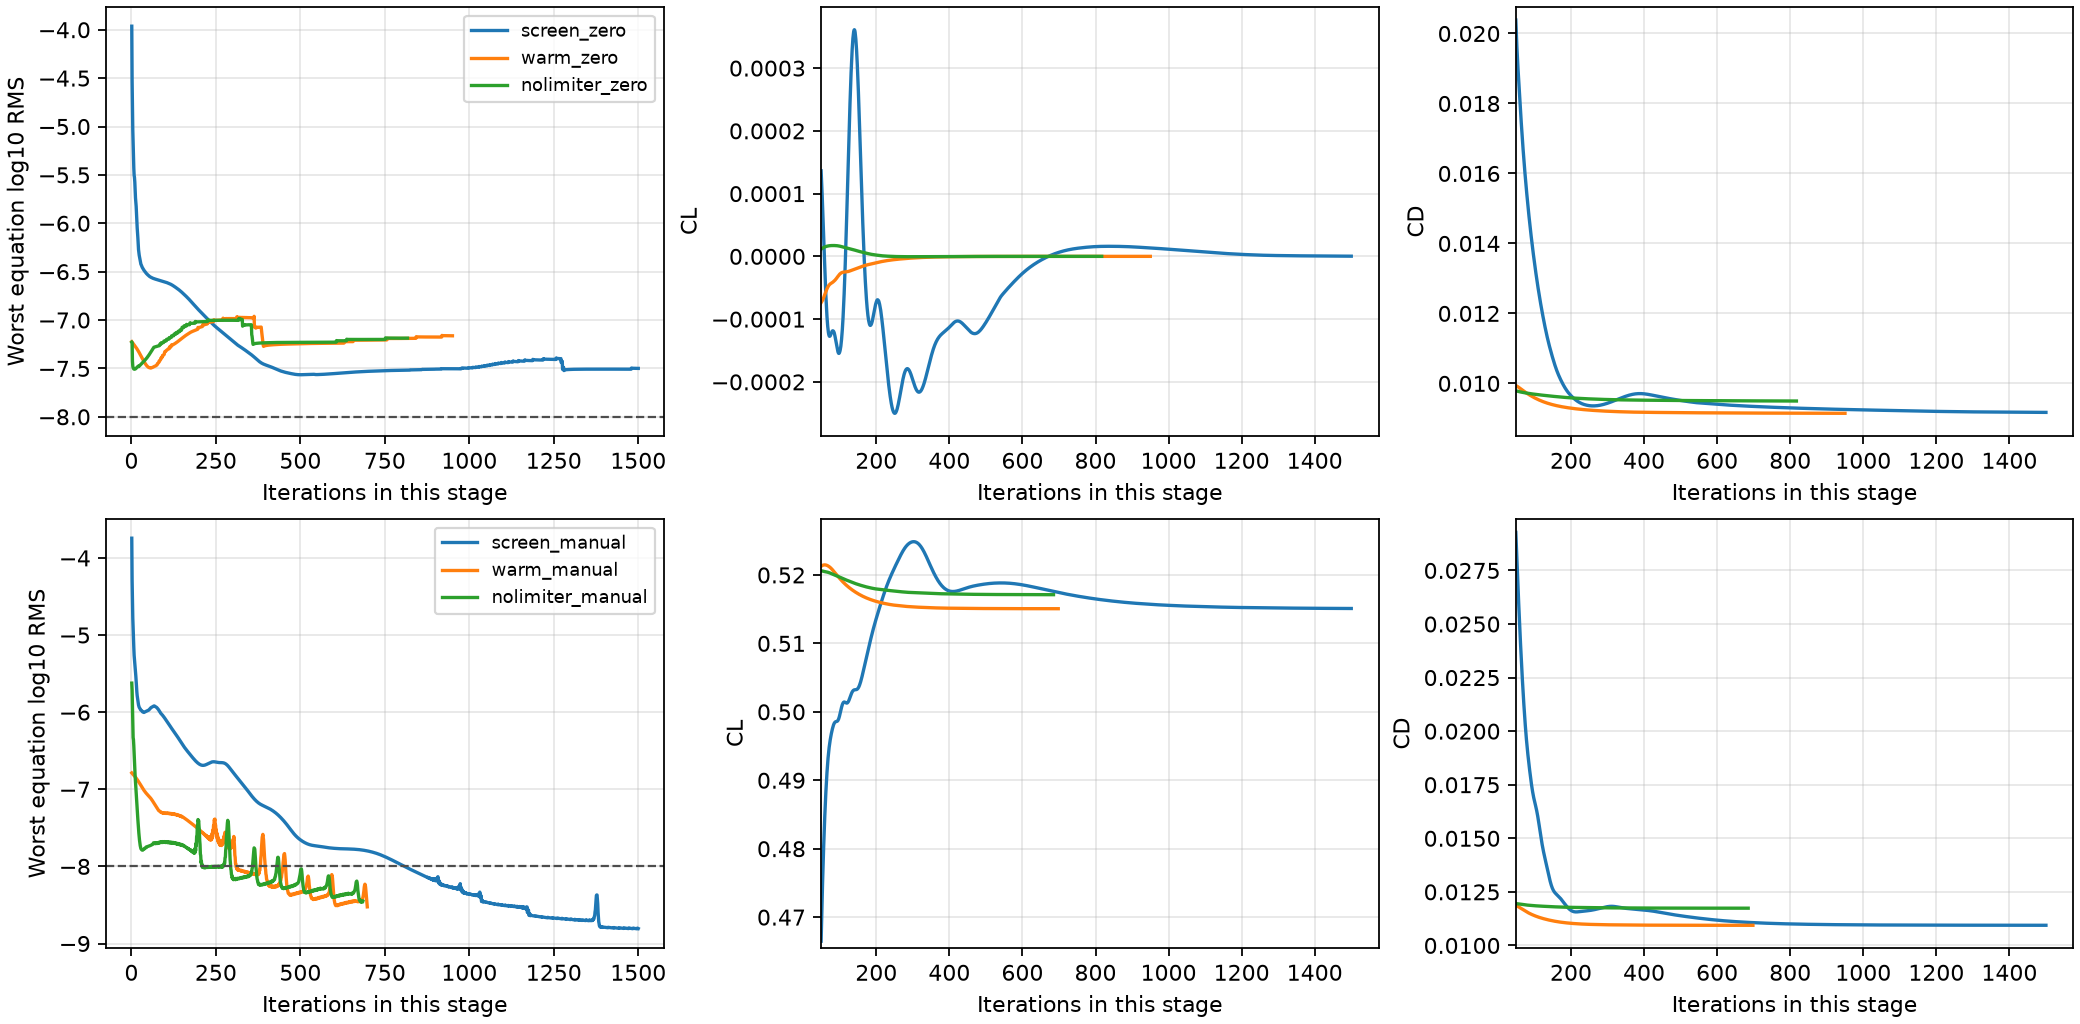 Worst equation log10 RMS
−4.0
−4.5
−5.0
−5.5
−6.0
−6.5
−7.0
−7.5
−8.0
screen_zero
warm_zero
nolimiter_zero
0 250 500 750 1000 1250 1500
Iterations in this stage
CL
0.0003
0.0002
0.0001
0.0000
−0.0001
−0.0002
200 400 600 800 1000 1200 1400
Iterations in this stage
CD
0.020
0.018
0.016
0.014
0.012
0.010
200 400 600 800 1000 1200 1400
Iterations in this stage
Worst equation log10 RMS
−4
−5
−6
−7
−8
−9
screen_manual
warm_manual
nolimiter_manual
0 250 500 750 1000 1250 1500
Iterations in this stage
CL
0.52
0.51
0.50
0.49
0.48
0.47
200 400 600 800 1000 1200 1400
Iterations in this stage
CD
0.0275
0.0250
0.0225
0.0200
0.0175
0.0150
0.0125
0.0100
200 400 600 800 1000 1200 1400
Iterations in this stage